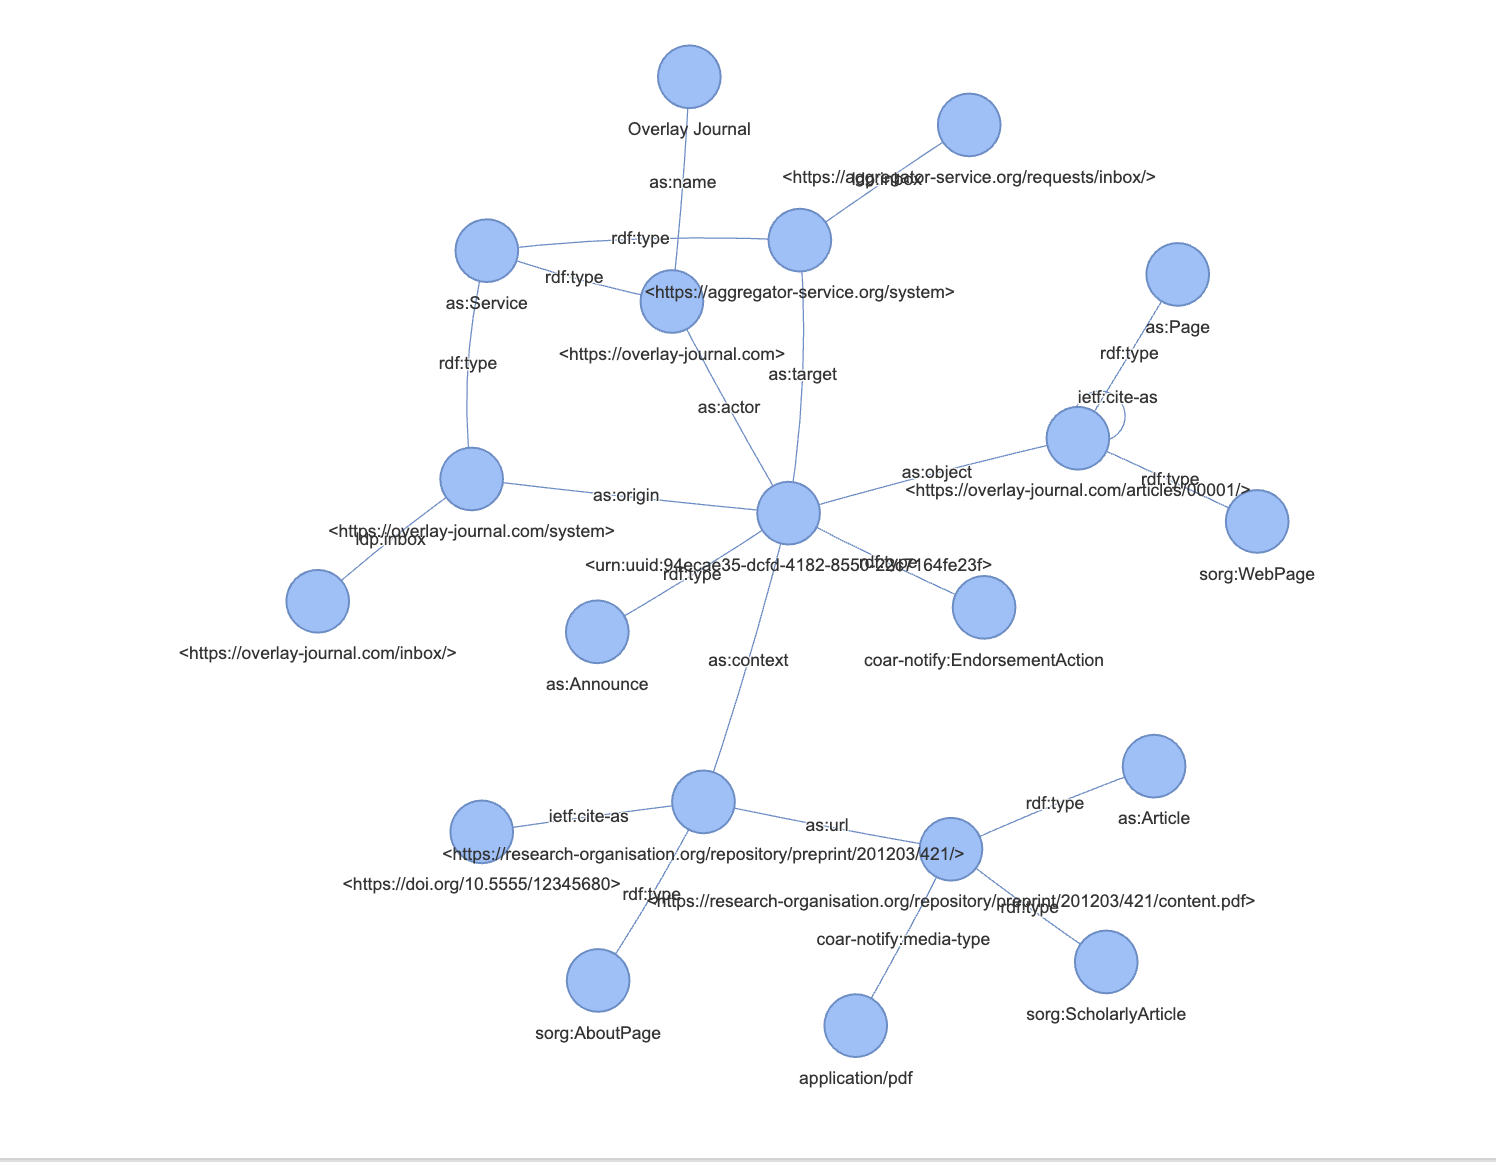 Overlay Journal
<https://aggregator-service.org/requests/inbox/>
ldp:inbox
as:name
rdf:type
rdf:type
<https://aggregator-service.org/system>
as:Service
as:Page
<https://overlay-journal.com>
rdf:type
rdf:type
as:target
ietf:cite-as
as:actor
as:object
rdf:type
<https://overlay-journal.com/articles/00001/>
as:origin
<https://overlay-journal.com/system>
ldp:inbox
<urn:uuid:94ecae35-dcfd-4182-8550-22b7164fe23f>
rdf:type
rdf:type
sorg:WebPage
<https://overlay-journal.com/inbox/>
as:context
coar-notify:EndorsementAction
as:Announce
rdf:type
ietf:cite-as
as:url
as:Article
<https://research-organisation.org/repository/preprint/201203/421/>
<https://doi.org/10.5555/12345680>
rdf:type
<https://research-organisation.org/repository/preprint/201203/421/content.pdf>
rdf:type
coar-notify:media-type
sorg:ScholarlyArticle
sorg:AboutPage
application/pdf